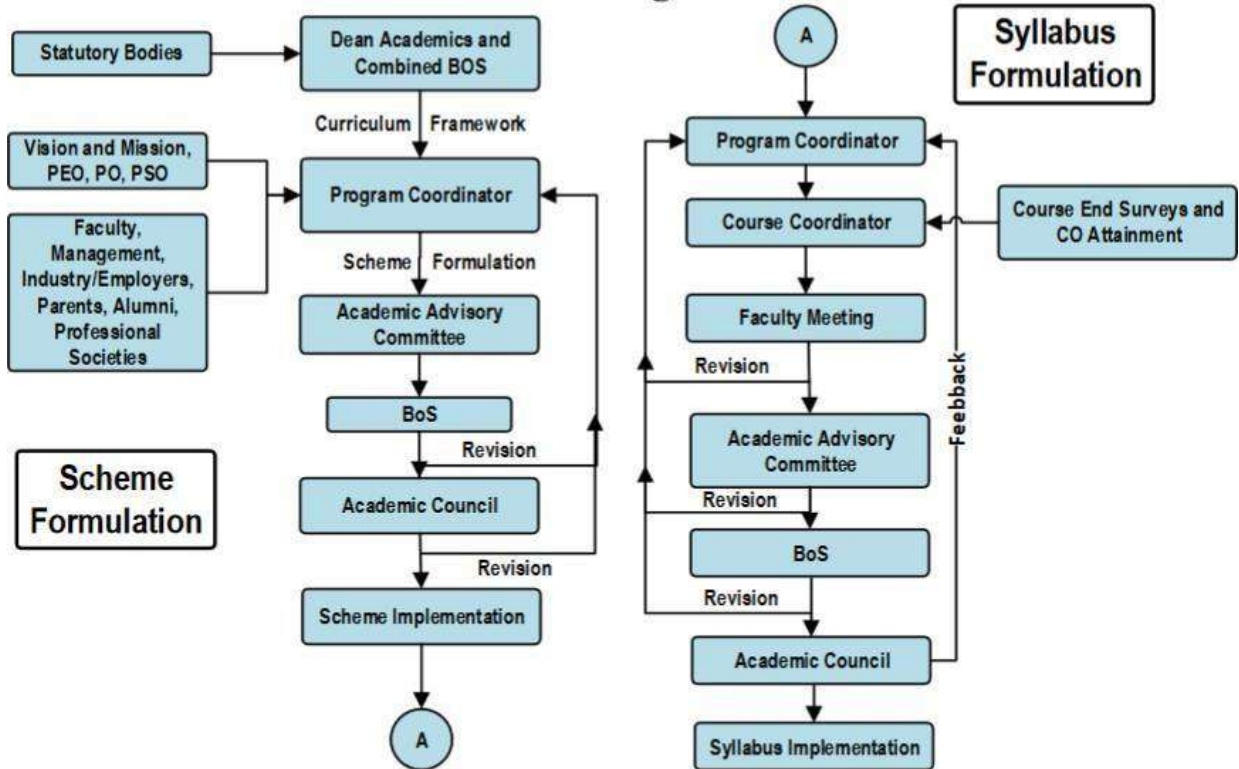 Statutory Bodies
Dean Academics and
Combined BOS
Curriculum Framework
Vision and Mission,
PEO, PO, PSO
Program Coordinator
Faculty,
Management,
Industry/Employers,
Parents, Alumni,
Professional
Societies
Scheme Formulation
Academic Advisory
Committee
BoS
Revision
Scheme
Formulation
Academic Council
Revision
Scheme Implementation
A
A
Syllabus
Formulation
Program Coordinator
Course Coordinator
Course End Surveys and
CO Attainment
Faculty Meeting
Revision
Feebback
Academic Advisory
Committee
Revision
BoS
Revision
Academic Council
Syllabus Implementation